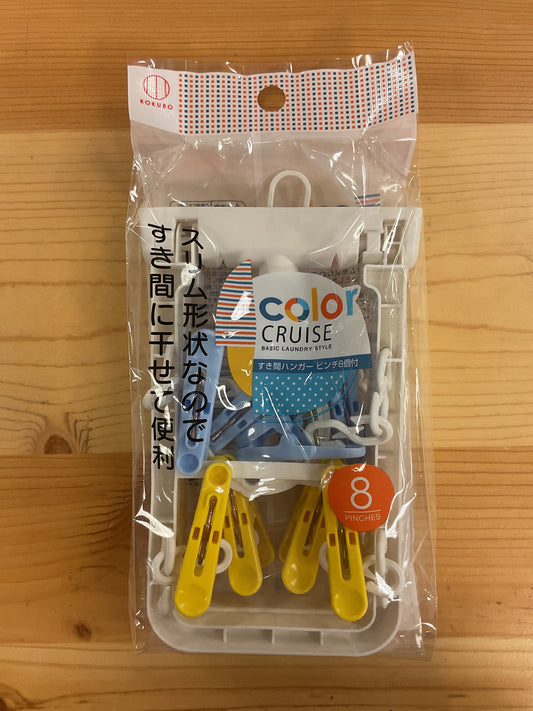 KOKUBO
スリム形状なので
すき間に干せて便利
color
CRUISE
BASIC LAUNDRY STYLE
すき間ハンガー ピンチ8個付
8
PINCHES